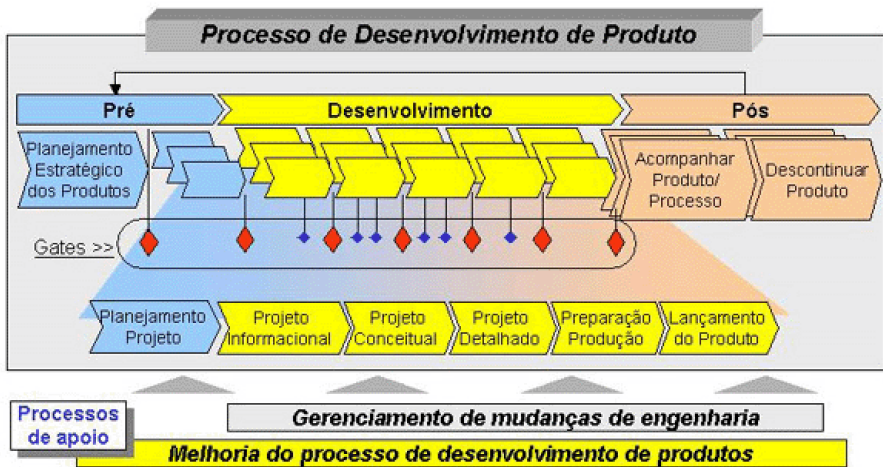 Processo de Desenvolvimento de Produto
Pré
Desenvolvimento
Pós
Planejamento
Estratégico
dos Produtos
Acompanhar
Produto/
Processo
Descontinuar
Produto
Gates >>
Planejamento
Projeto
Projeto
Informacional
Projeto
Conceitual
Projeto
Detalhado
Preparação
Produção
Lançamento
do Produto
Processos
de apoio
Gerenciamento de mudanças de engenharia
Melhoria do processo de desenvolvimento de produtos